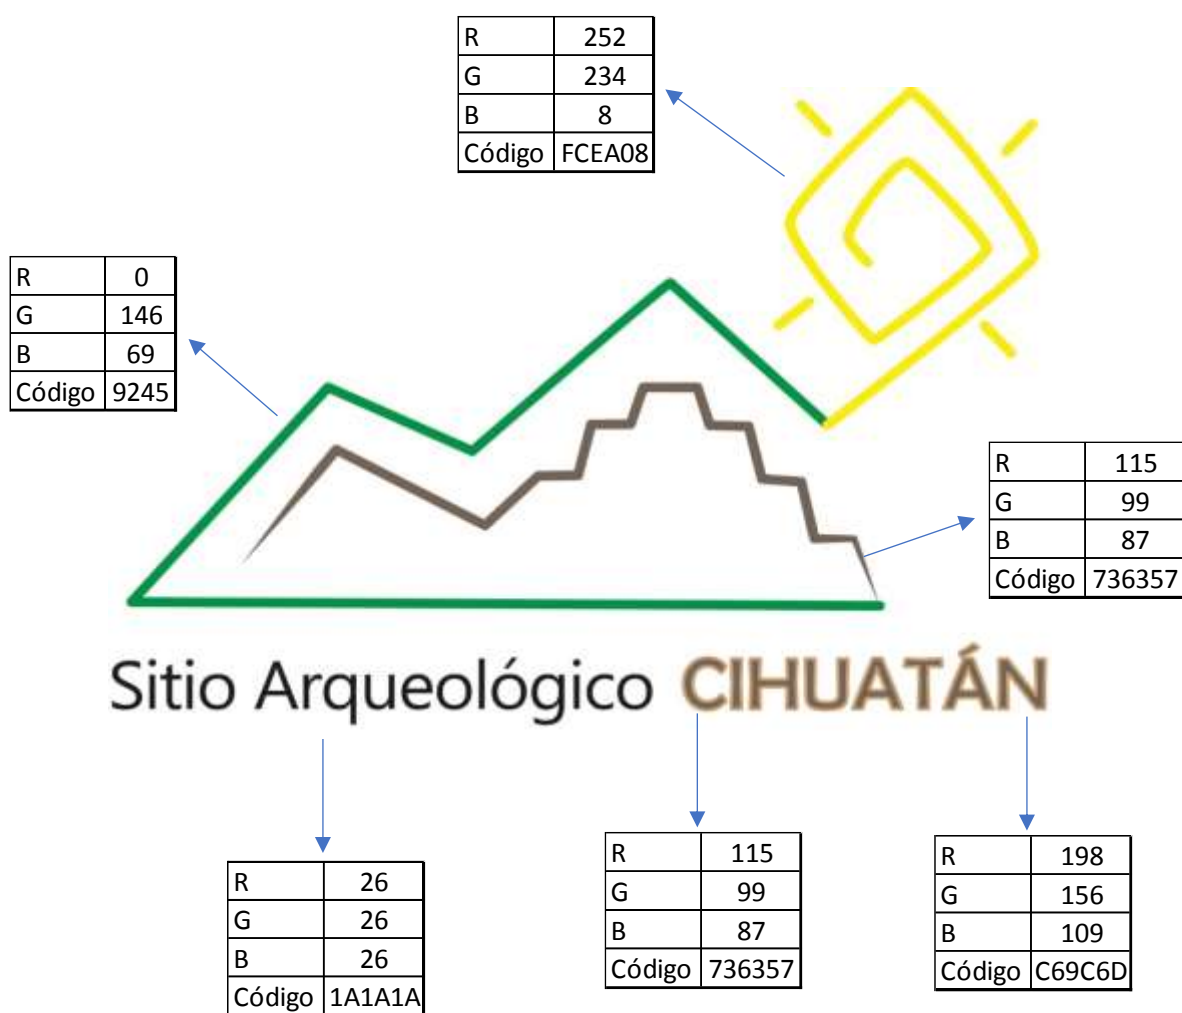 R 252
G 234
B 8
Código FCEA08
R 0
G 146
B 69
Código 9245
R 115
G 99
B 87
Código 736357
Sitio Arqueológico CIHUATÁN
R 26
G 26
B 26
Código 1A1A1A
R 115
G 99
B 87
Código 736357
R 198
G 156
B 109
Código C69C6D